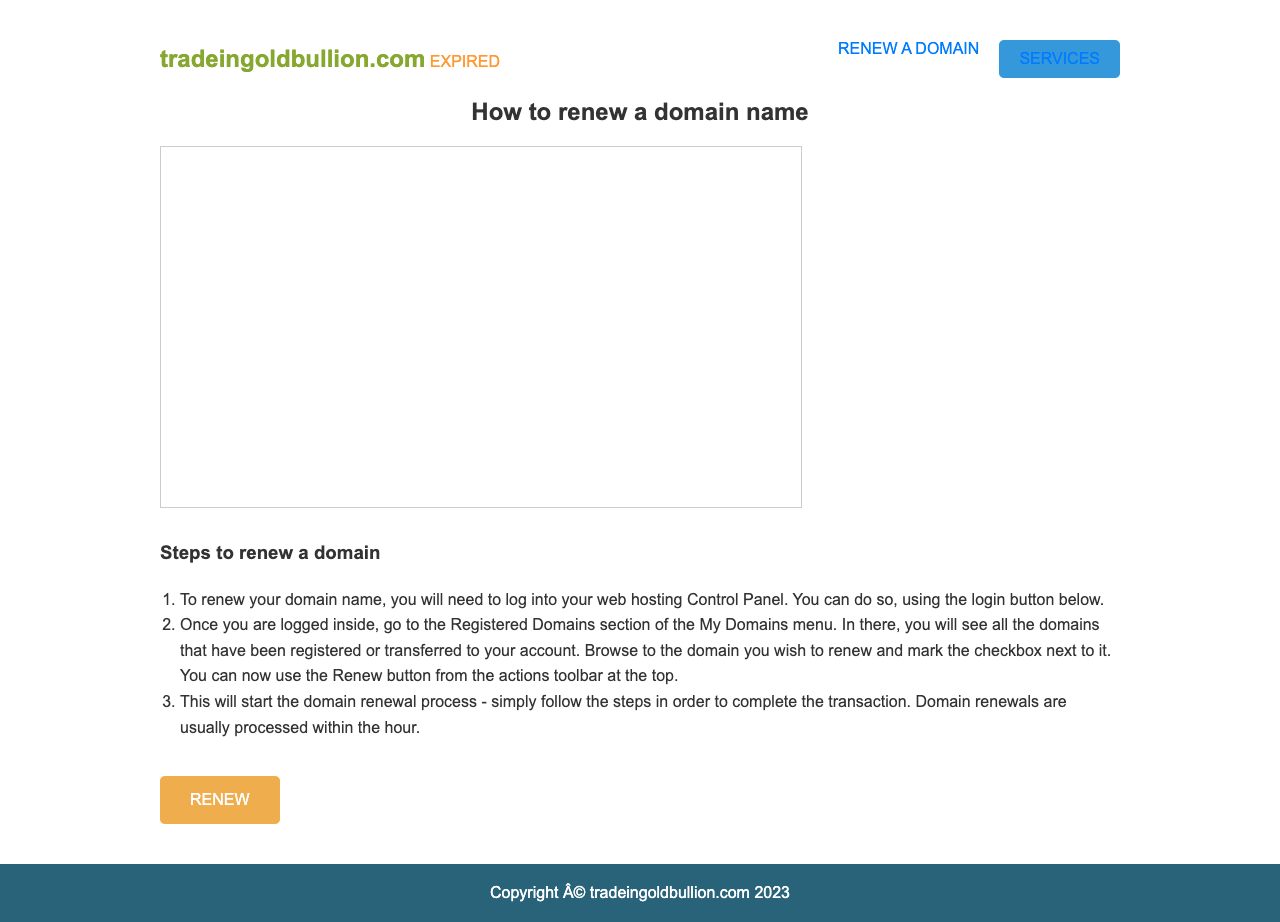 tradeingoldbullion.com EXPIRED
RENEW A DOMAIN
SERVICES
How to renew a domain name
Steps to renew a domain
1. To renew your domain name, you will need to log into your web hosting Control Panel. You can do so, using the login button below.
2. Once you are logged inside, go to the Registered Domains section of the My Domains menu. In there, you will see all the domains
that have been registered or transferred to your account. Browse to the domain you wish to renew and mark the checkbox next to it.
You can now use the Renew button from the actions toolbar at the top.
3. This will start the domain renewal process - simply follow the steps in order to complete the transaction. Domain renewals are
usually processed within the hour.
RENEW
Copyright Â© tradeingoldbullion.com 2023